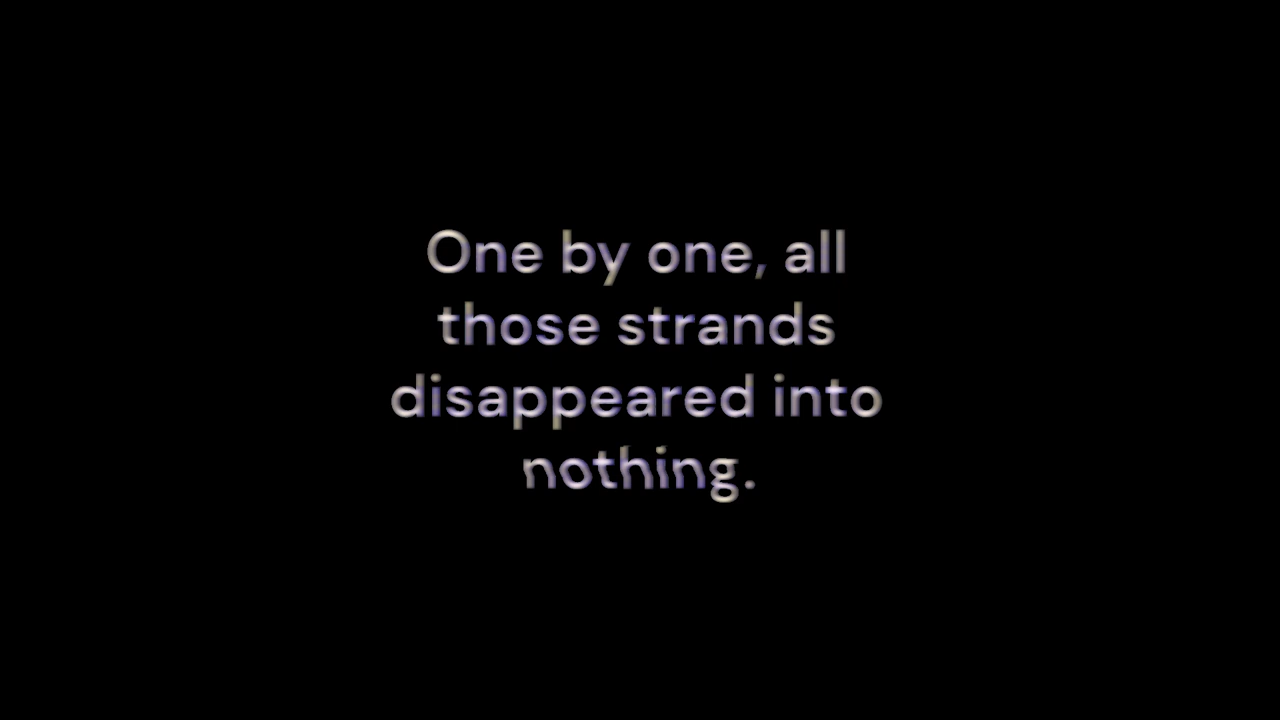 One by one, all
those strands
disappeared into
nothing.